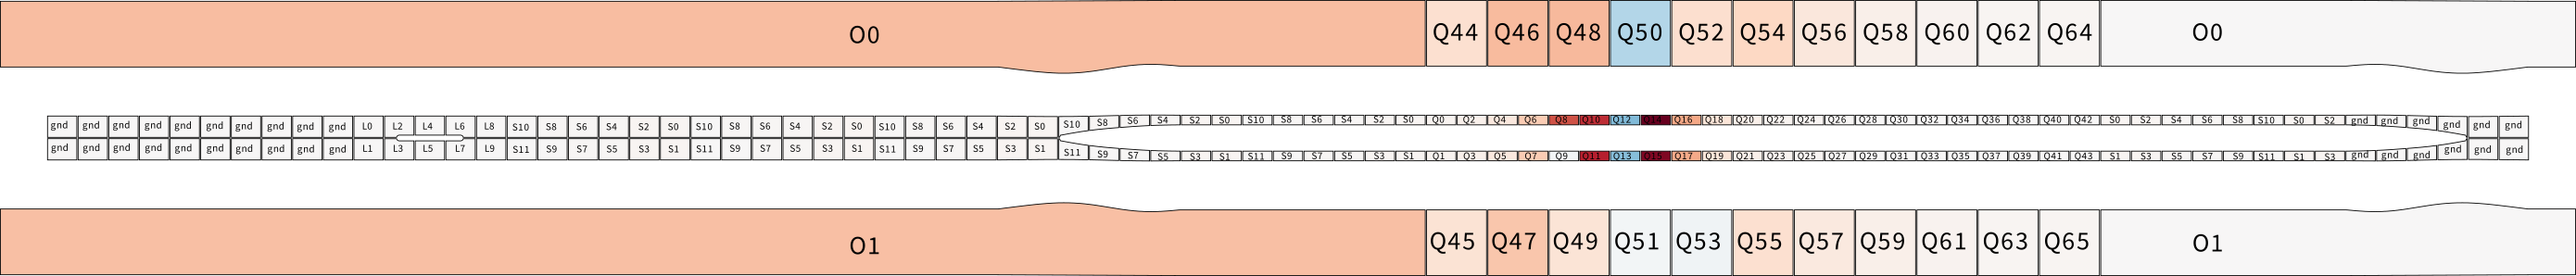 O0 Q44 Q46 Q48 Q50 Q52 Q54 Q56 Q58 Q60 Q62 Q64 O0
gnd gnd gnd gnd gnd gnd gnd gnd gnd gnd L0 L2 L4 L6 L8 S10 S8 S6 S4 S2 S0 S10 S8 S6 S4 S2 S0 S10 S8 S6 S4 S2 S0 S10 S8 S6 S4 S2 S0 S10 S8 S6 S4 S2 S0 Q0 Q2 Q4 Q6 Q8 Q10 Q12 Q14 Q16 Q18 Q20 Q22 Q24 Q26 Q28 Q30 Q32 Q34 Q36 Q38 Q40 Q42 S0 S2 S4 S6 S8 S10 S0 S2 gnd gnd gnd gnd gnd gnd
gnd gnd gnd gnd gnd gnd gnd gnd gnd gnd L1 L3 L5 L7 L9 S11 S9 S7 S5 S3 S1 S11 S9 S7 S5 S3 S1 S11 S9 S7 S5 S3 S1 S11 S9 S7 S5 S3 S1 S11 S9 S7 S5 S3 S1 Q1 Q3 Q5 Q7 Q9 Q11 Q13 Q15 Q17 Q19 Q21 Q23 Q25 Q27 Q29 Q31 Q33 Q35 Q37 Q39 Q41 Q43 S1 S3 S5 S7 S9 S11 S1 S3 gnd gnd gnd gnd gnd gnd
O1 Q45 Q47 Q49 Q51 Q53 Q55 Q57 Q59 Q61 Q63 Q65 O1